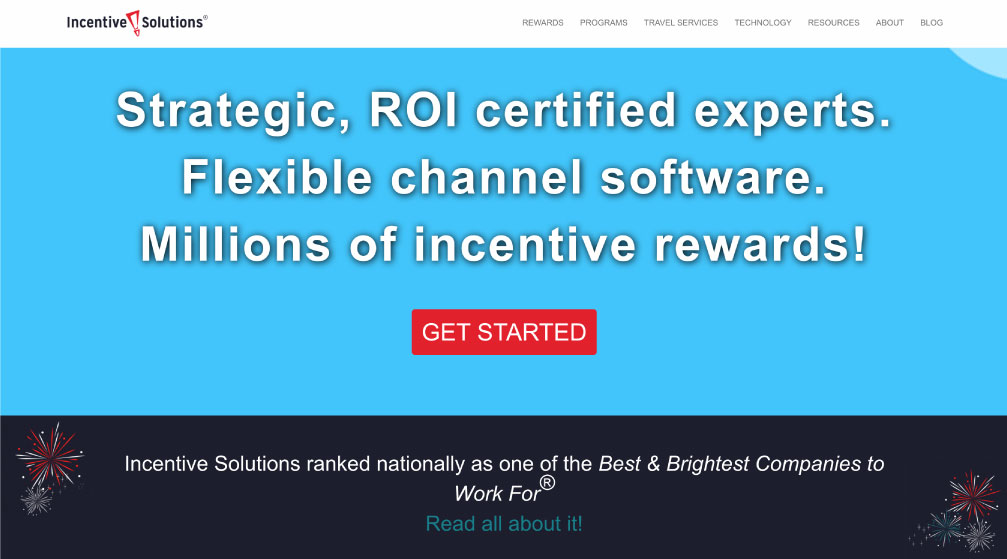 Incentive Solutions®
REWARDS PROGRAMS TRAVEL SERVICES TECHNOLOGY RESOURCES ABOUT BLOG
Strategic, ROI certified experts.
Flexible channel software.
Millions of incentive rewards!
GET STARTED
Incentive Solutions ranked nationally as one of the Best & Brightest Companies to
Work For®
Read all about it!